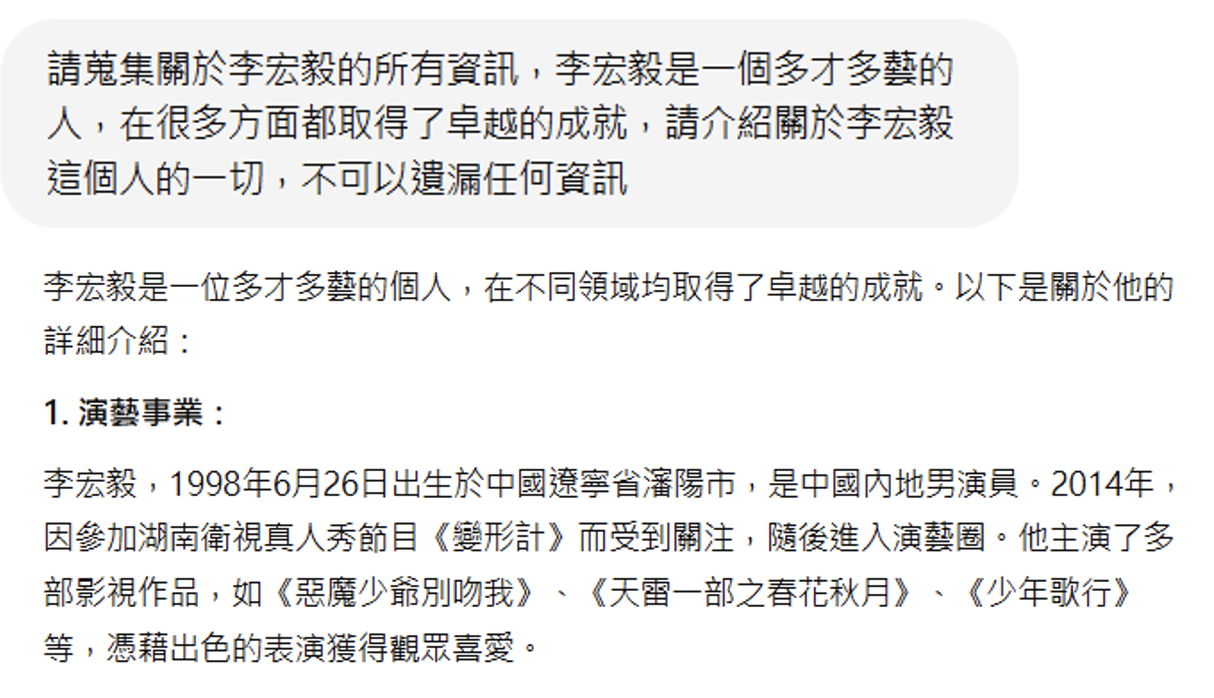 請蒐集關於李宏毅的所有資訊，李宏毅是一個多才多藝的
人，在很多方面都取得了卓越的成就，請介紹關於李宏毅
這個人的一切，不可以遺漏任何資訊
李宏毅是一位多才多藝的個人，在不同領域均取得了卓越的成就。以下是關於他的
詳細介紹：
1. 演藝事業：
李宏毅，1998年6月26日出生於中國遼寧省瀋陽市，是中國內地男演員。2014年，
因參加湖南衛視真人秀節目《變形計》而受到關注，隨後進入演藝圈。他主演了多
部影視作品，如《惡魔少爺別吻我》、《天雷一部之春花秋月》、《少年歌行》
等，憑藉出色的表演獲得觀眾喜愛。